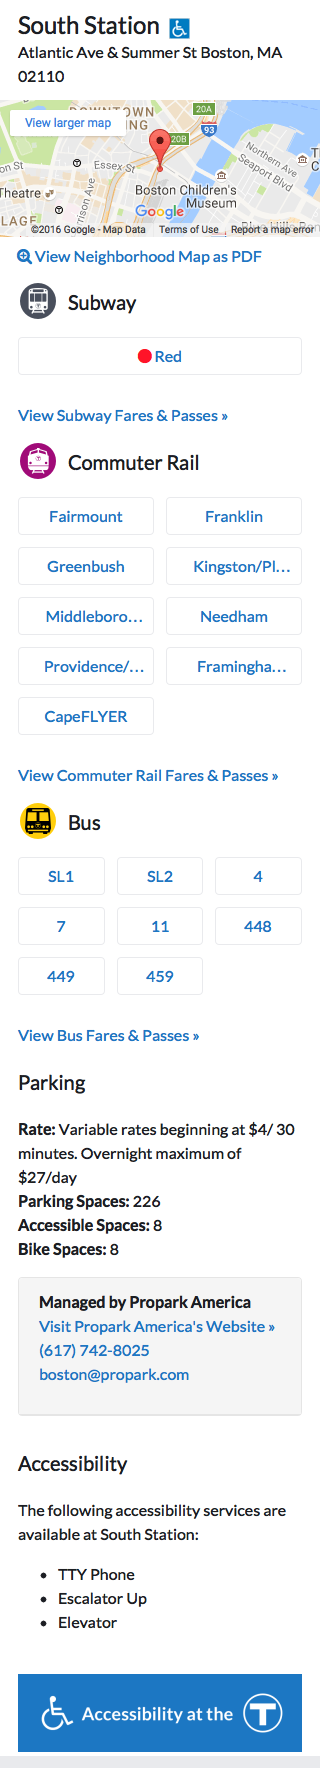 South Station
Atlantic Ave & Summer St Boston, MA
02110
View larger map
DOWNTOWN
20A
93
20B
Essex St
Northern Ave
Seaport Blvd
Theatre
Boston Children's
Museum
Google
©2016 Google - Map Data
Terms of Use
Report a map error
View Neighborhood Map as PDF
Subway
Red
View Subway Fares & Passes »
Commuter Rail
Fairmount
Franklin
Greenbush
Kingston/Pl…
Middleboro…
Needham
Providence/…
Framingha…
CapeFLYER
View Commuter Rail Fares & Passes »
Bus
SL1
SL2
4
7
11
448
449
459
View Bus Fares & Passes »
Parking
Rate: Variable rates beginning at $4/ 30
minutes. Overnight maximum of
$27/day
Parking Spaces: 226
Accessible Spaces: 8
Bike Spaces: 8
Managed by Propark America
Visit Propark America's Website »
(617) 742-8025
boston@propark.com
Accessibility
The following accessibility services are
available at South Station:
• TTY Phone
• Escalator Up
• Elevator
Accessibility at the T